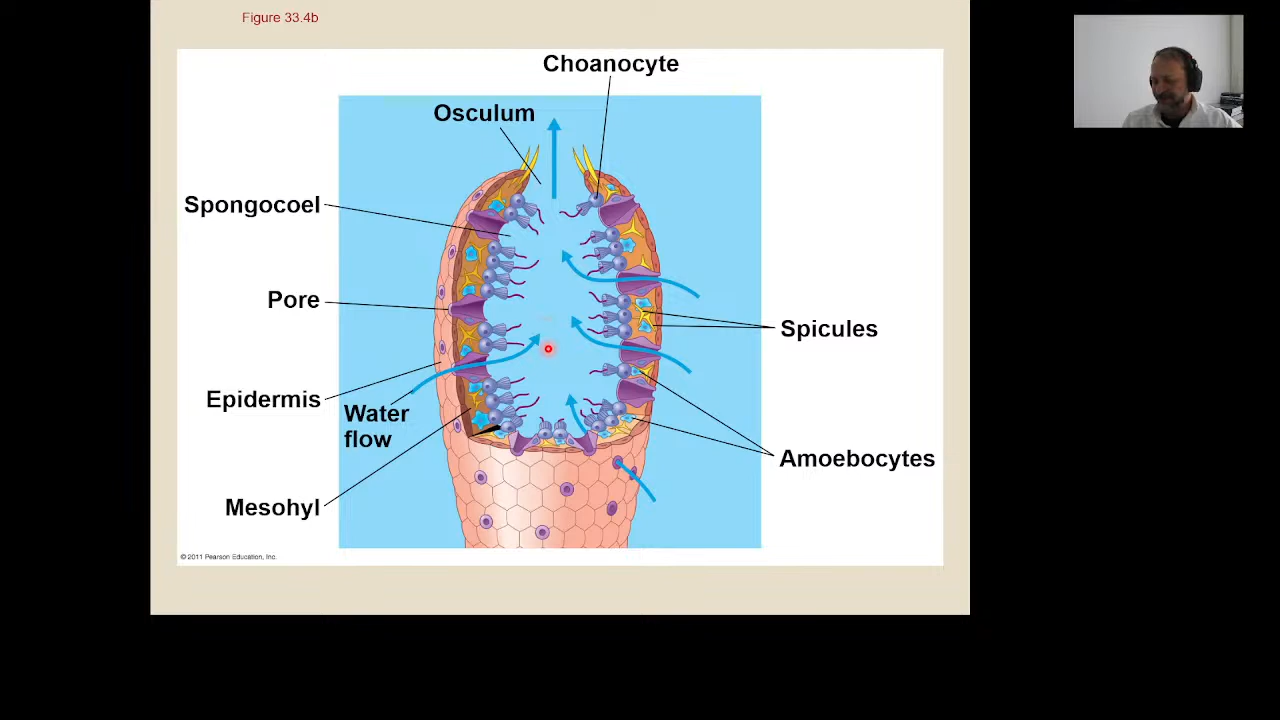 Figure 33.4b
Choanocyte
Osculum
Spongocoel
Pore
Spicules
Epidermis
Water
flow
Amoebocytes
Mesohyl
© 2011 Pearson Education, Inc.